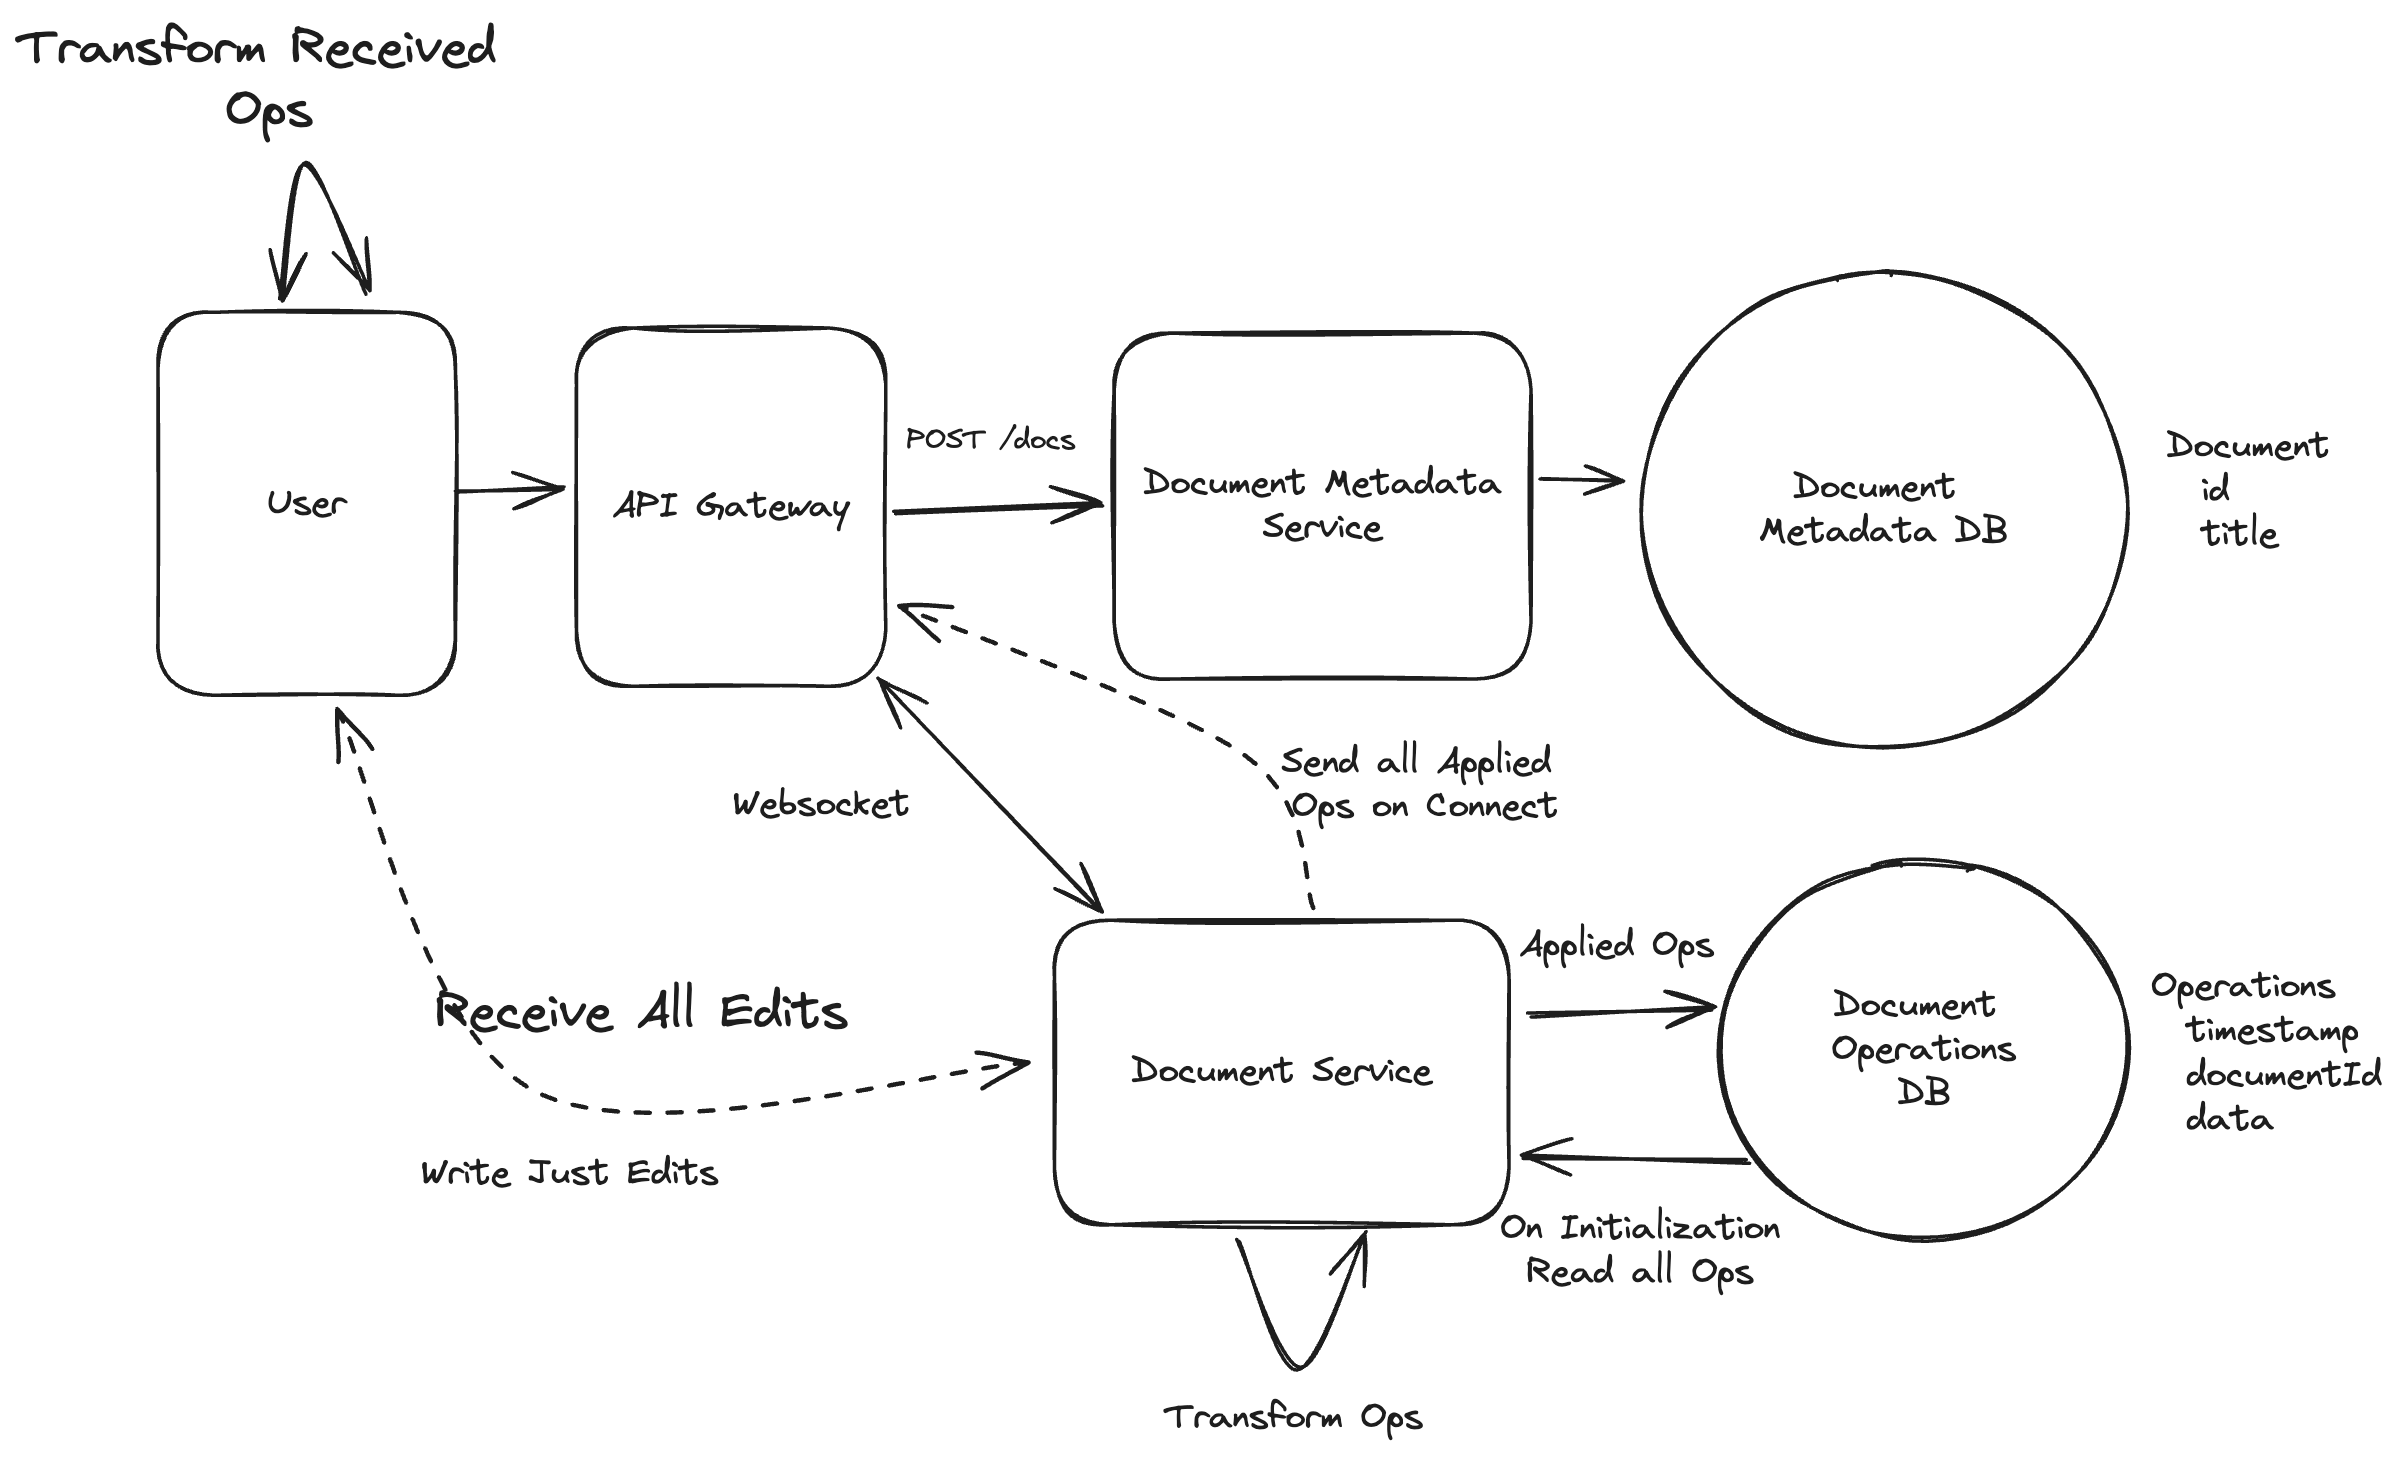 Transform Received
Ops
User
API Gateway
POST /docs
Document Metadata
Service
Document
Metadata DB
Document
id
title
Websocket
Send all Applied
Ops on Connect
Receive All Edits
Write Just Edits
Document Service
Applied Ops
On Initialization
Read all Ops
Document
Operations
DB
Operations
timestamp
documentId
data
Transform Ops